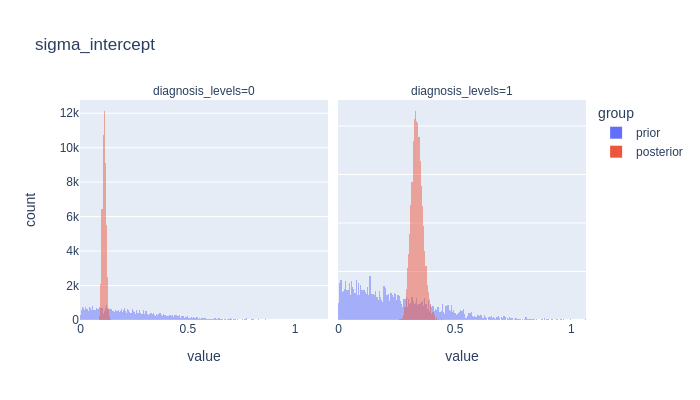 sigma_intercept
diagnosis_levels=0
diagnosis_levels=1
group
prior
posterior
count
12k
10k
8k
6k
4k
2k
0
0
0.5
1
0
0.5
1
value
value